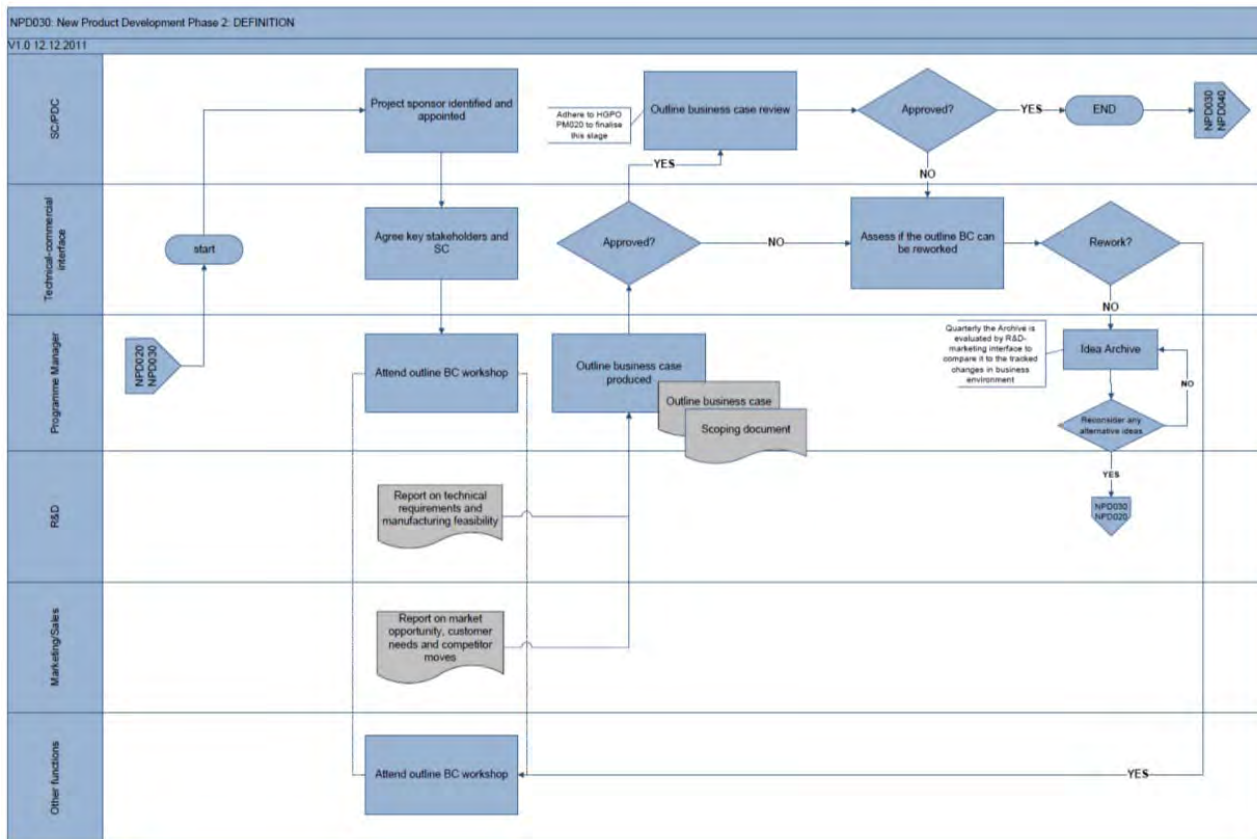 NPD030: New Product Development Phase 2: DEFINITION
V1.0 12.12.2011
SC/PDC
Project sponsor identified and
appointed
Adhere to HGPO
PM020 to finalise
this stage
Outline business case review
Approved?
YES
END
NPD030
NPD040
YES
NO
Technical-commercial
interface
start
Agree key stakeholders and
SC
Approved?
NO
Assess if the outline BC can
be reworked
Rework?
NO
Programme Manager
NPD020
NPD030
Attend outline BC workshop
Outline business case
produced
Outline business case
Scoping document
Quarterly the Archive is
evaluated by R&D-
marketing interface to
compare it to the tracked
changes in business
environment
Idea Archive
NO
Reconsider any
alternative ideas
YES
R&D
Report on technical
requirements and
manufacturing feasibility
NPD030
NPD020
Marketing/Sales
Report on market
opportunity, customer
needs and competitor
moves
Other functions
Attend outline BC workshop
YES